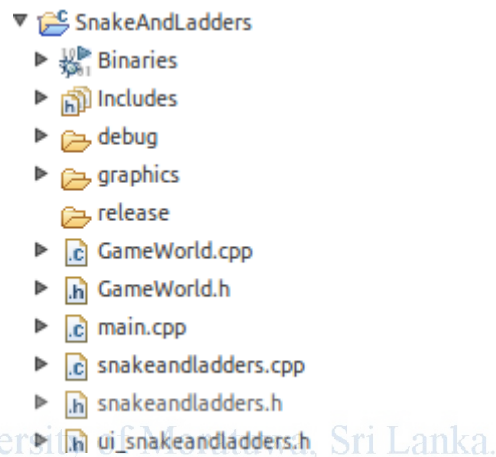 SnakeAndLadders
Binaries
Includes
debug
graphics
release
GameWorld.cpp
GameWorld.h
main.cpp
snakeandladders.cpp
snakeandladders.h
ui_snakeandladders.h
Sri Lanka.